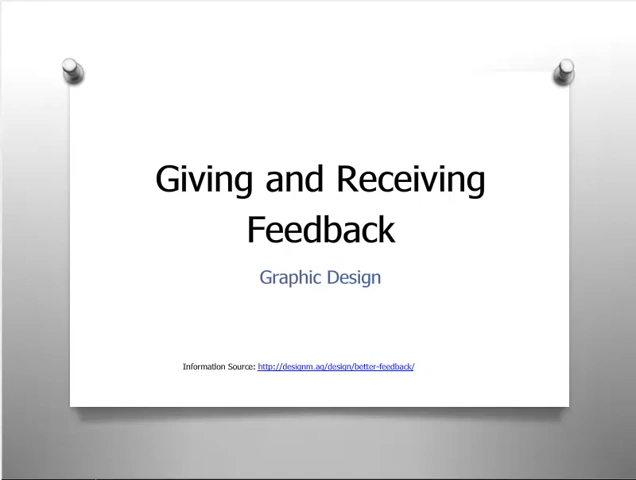 Giving and Receiving
Feedback
Graphic Design
Information Source: http://designm.ag/design/better-feedback/